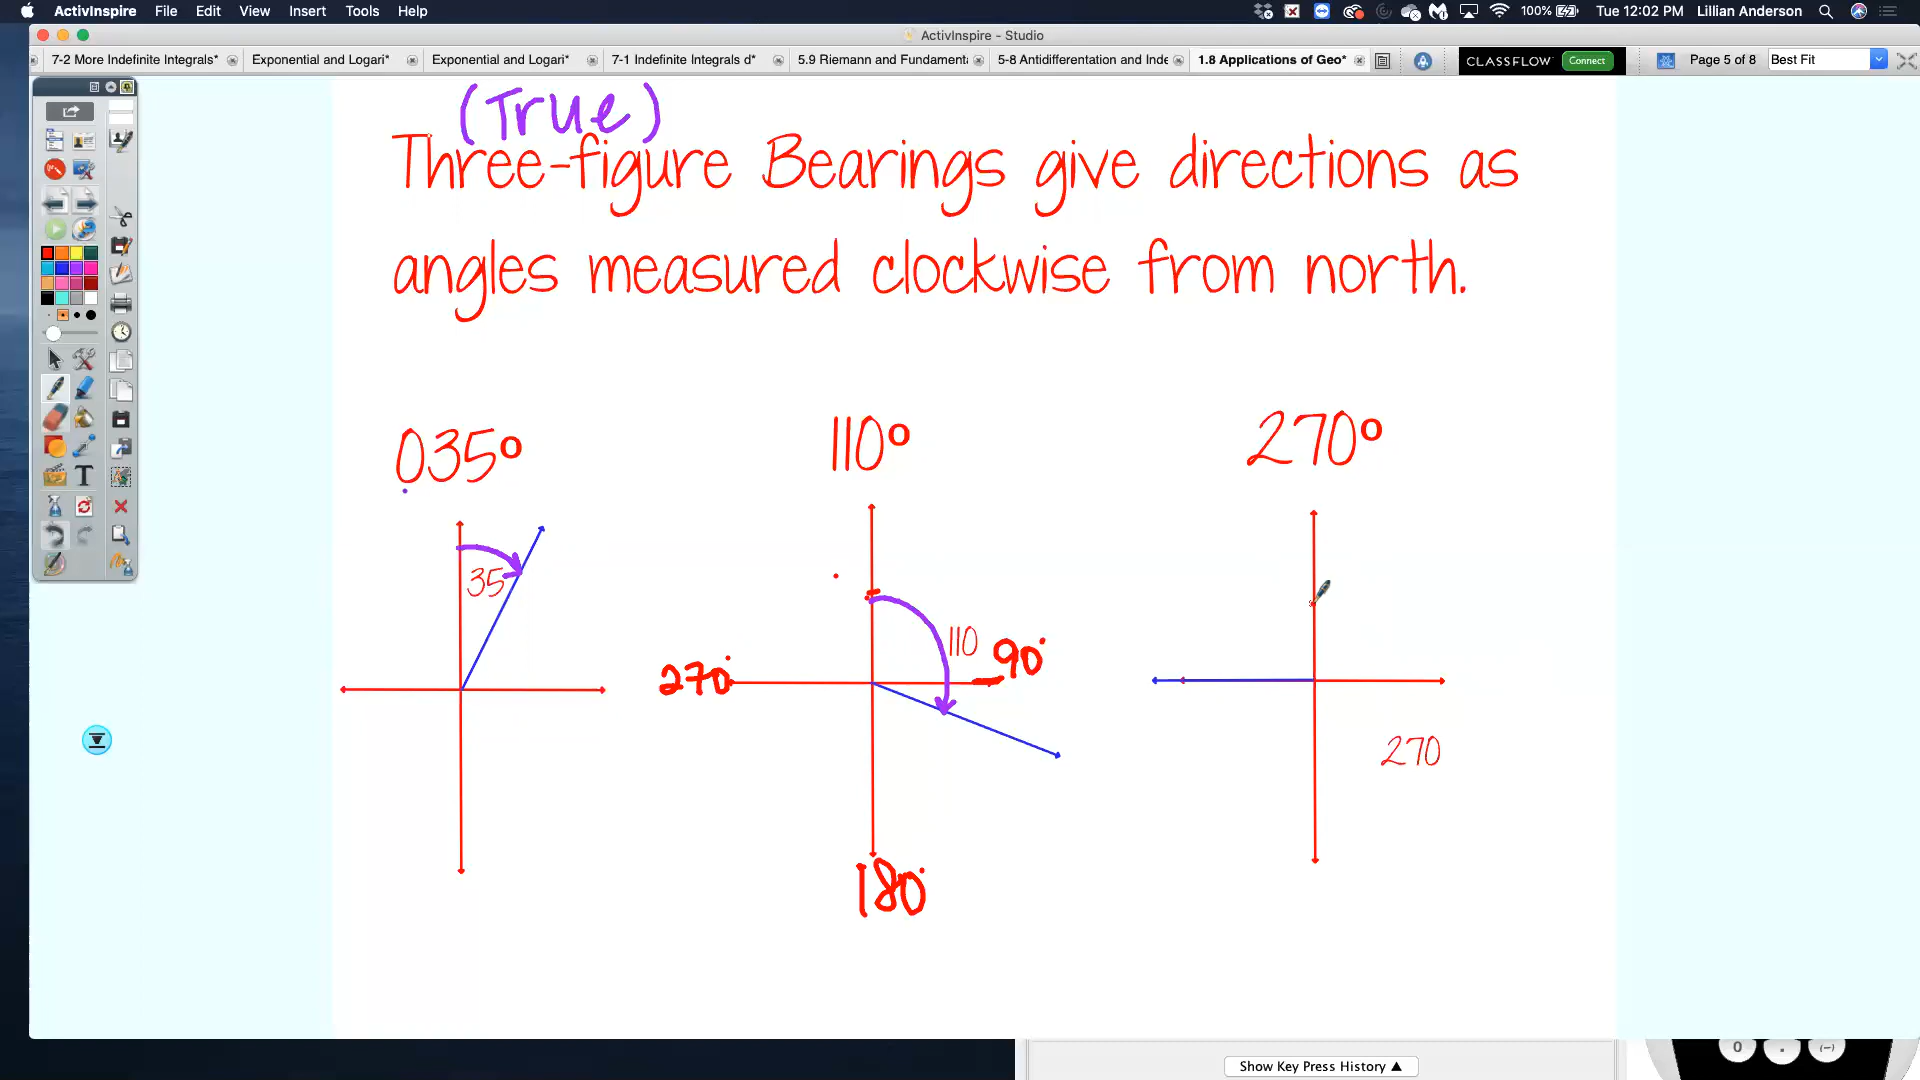 ActivInspire File Edit View Insert Tools Help 100% Tue 12:02 PM Lillian Anderson
ActivInspire - Studio
7-2 More Indefinite Integrals* Exponential and Logari* Exponential and Logari* 7-1 Indefinite Integrals d* 5.9 Riemann and Fundament 5-8 Antidifferentation and Inde 1.8 Applications of Geo* CLASSFLOW Connect Page 5 of 8 Best Fit
(True)
Three-figure Bearings give directions as
angles measured clockwise from north.
035° 110° 270°
35
110
90°
270°
270
180°
T
0 . (-)
Show Key Press History ▲